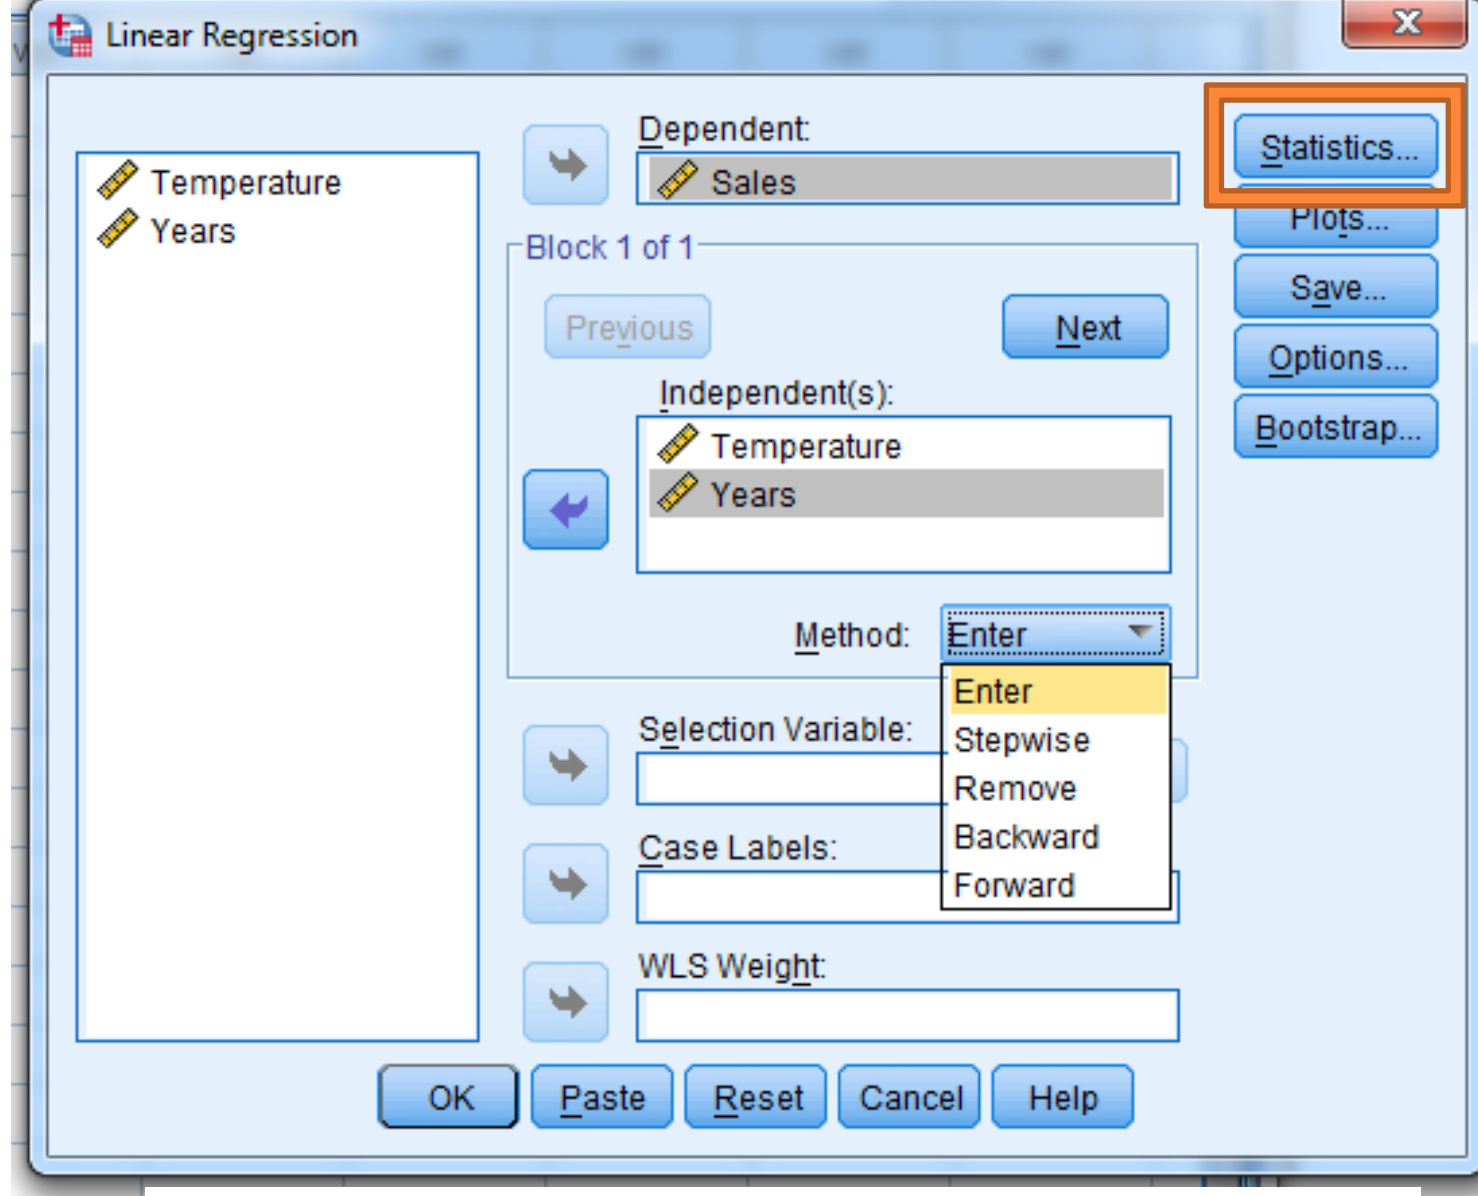 Linear Regression
Temperature
Years
Dependent:
Sales
Block 1 of 1
Previous
Next
Independent(s):
Temperature
Years
Method:
Enter
Enter
Stepwise
Remove
Backward
Forward
Selection Variable:
Case Labels:
WLS Weight:
Statistics...
Plots...
Save...
Options...
Bootstrap...
OK
Paste
Reset
Cancel
Help